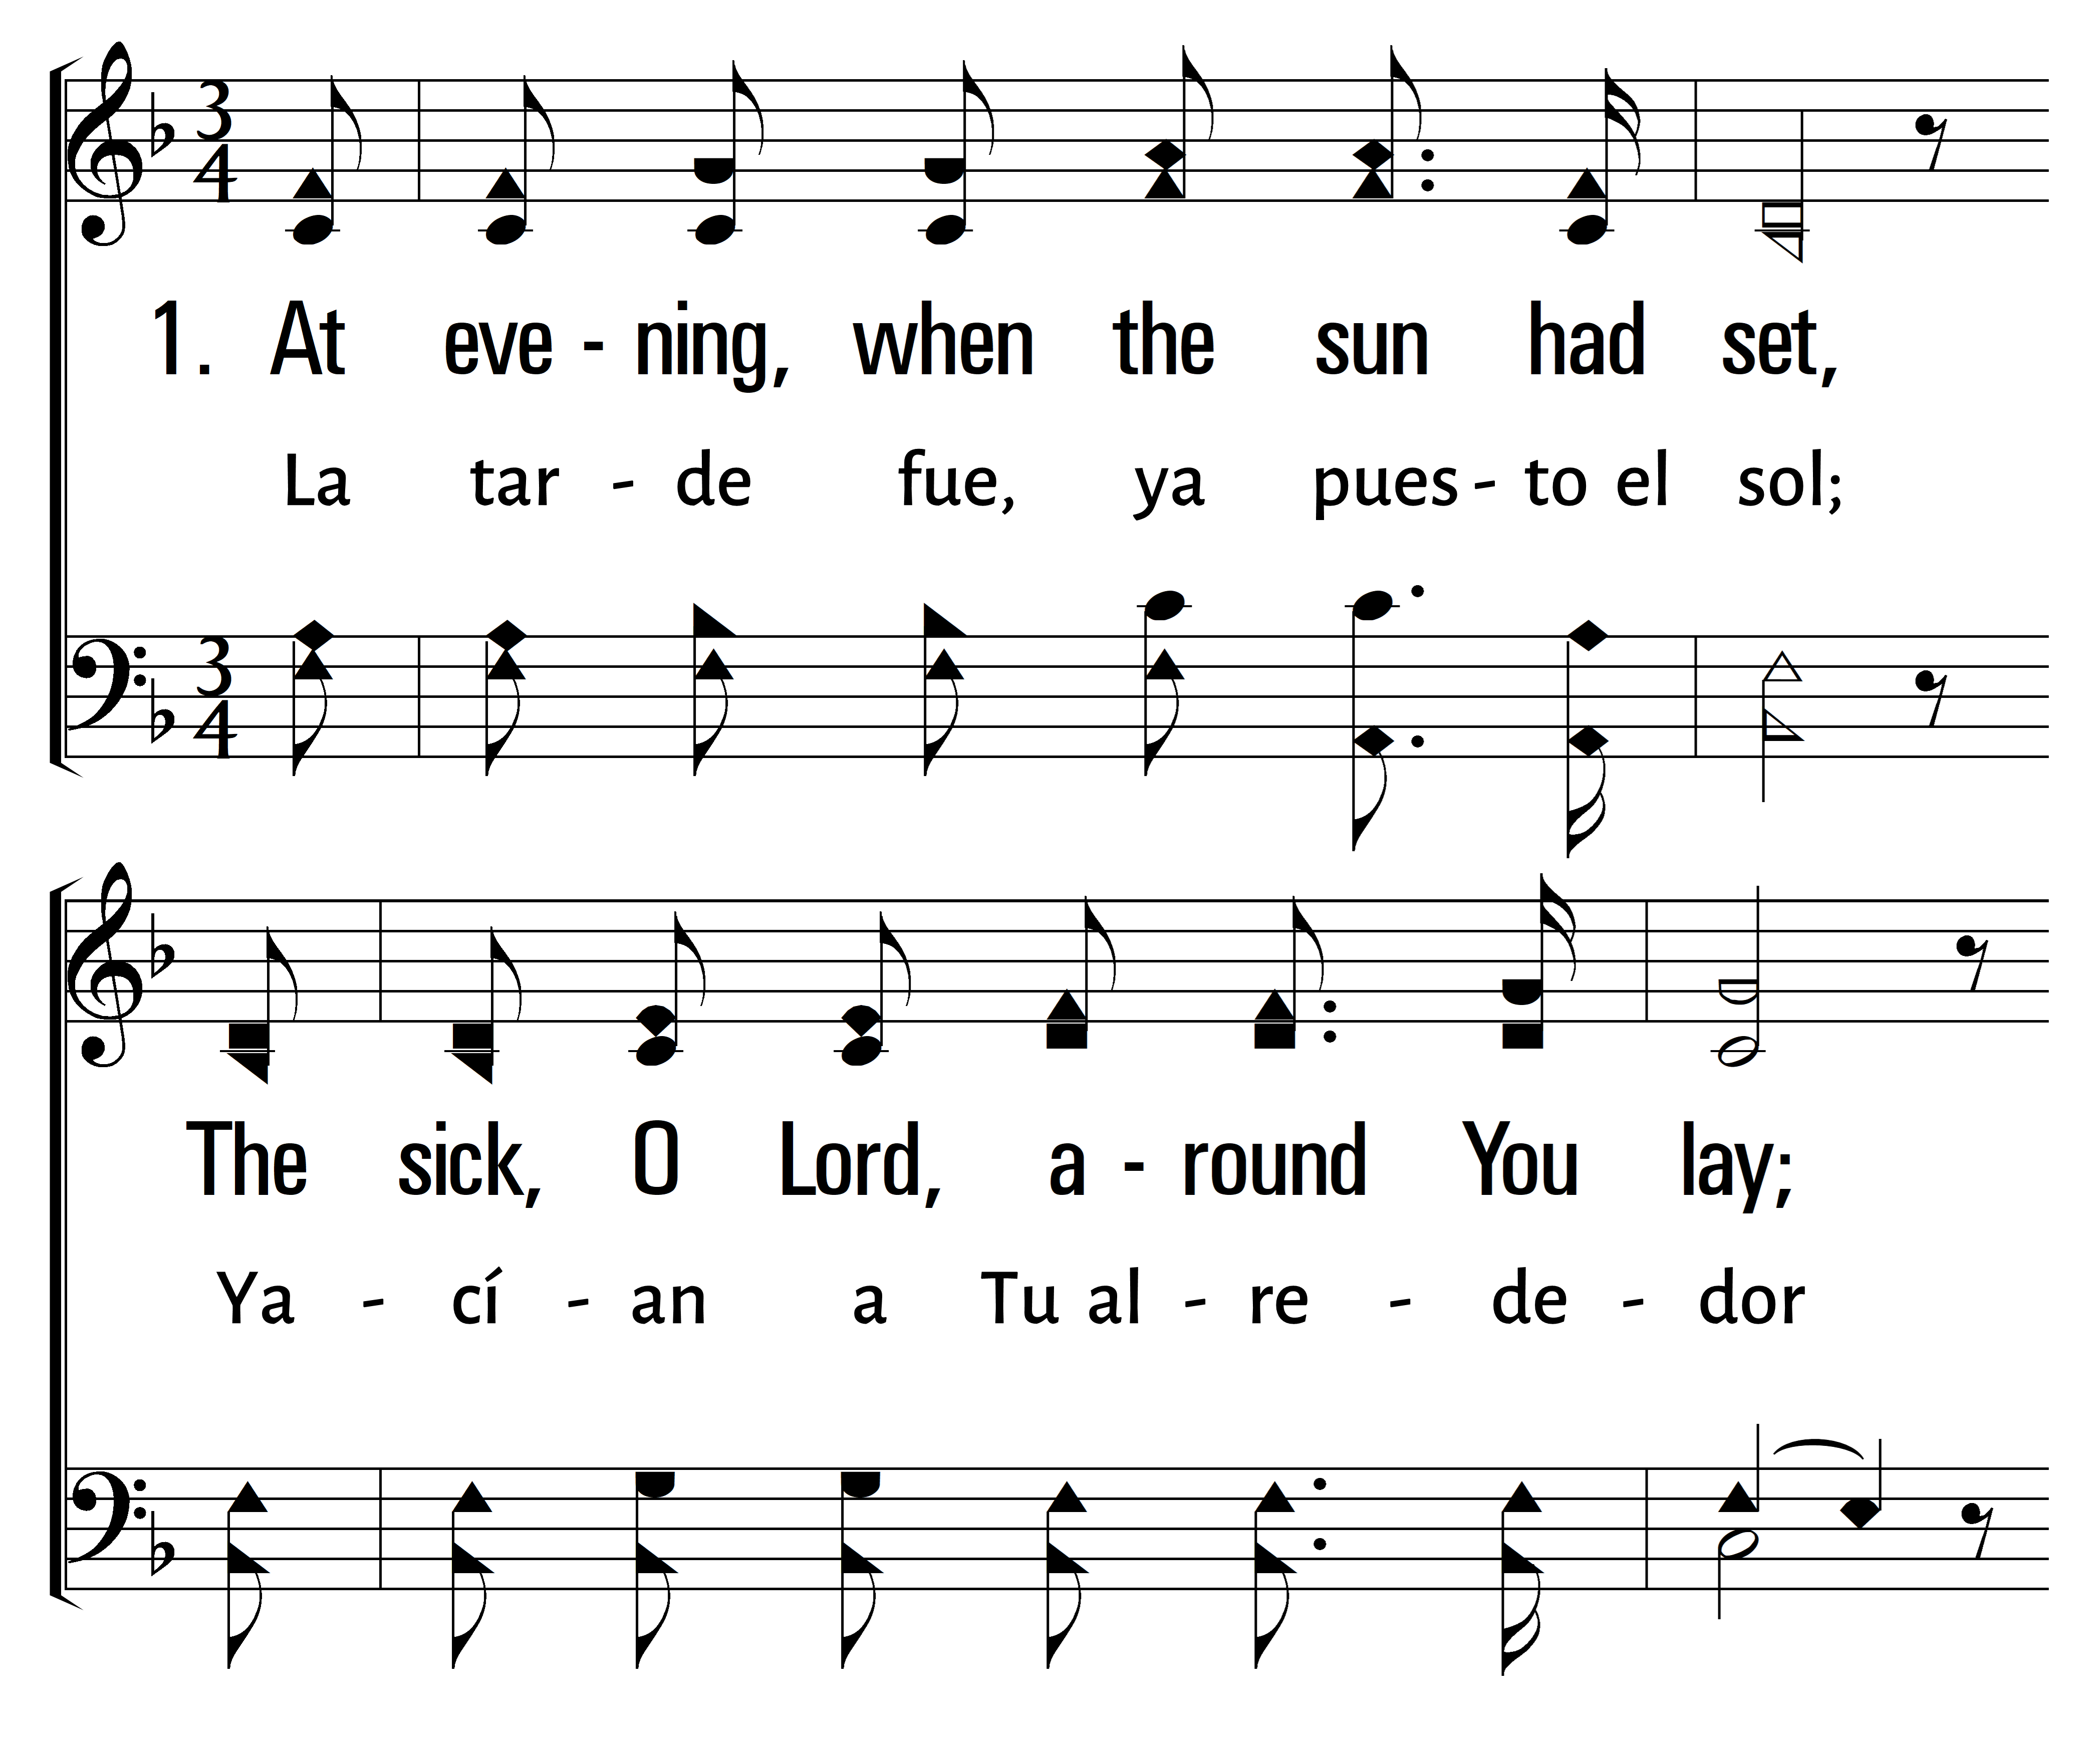 1. At eve - ning, when the sun had set,
La tar - de fue, ya pues - to el sol;
The sick, O Lord, a - round You lay;
Ya - cí - an a Tu al - re - de - dor